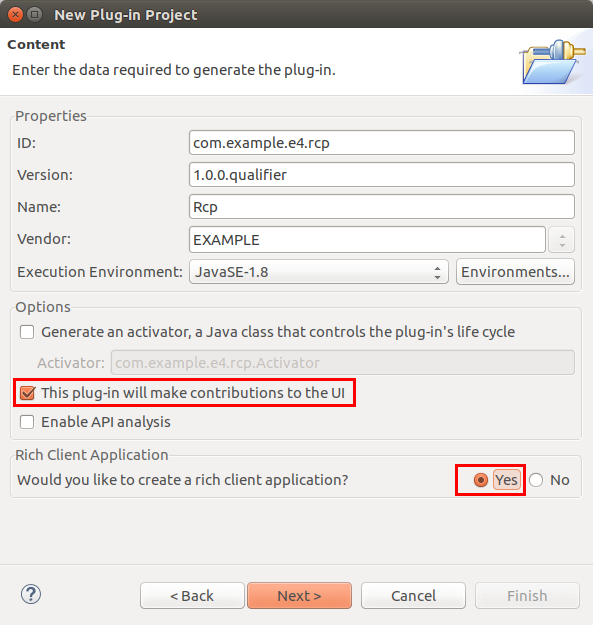 New Plug-in Project
Content
Enter the data required to generate the plug-in.
Properties
ID: com.example.e4.rcp
Version: 1.0.0.qualifier
Name: Rcp
Vendor: EXAMPLE
Execution Environment: JavaSE-1.8 Environments...
Options
Generate an activator, a Java class that controls the plug-in's life cycle
Activator: com.example.e4.rcp.Activator
This plug-in will make contributions to the UI
Enable API analysis
Rich Client Application
Would you like to create a rich client application? Yes No
? < Back Next > Cancel Finish